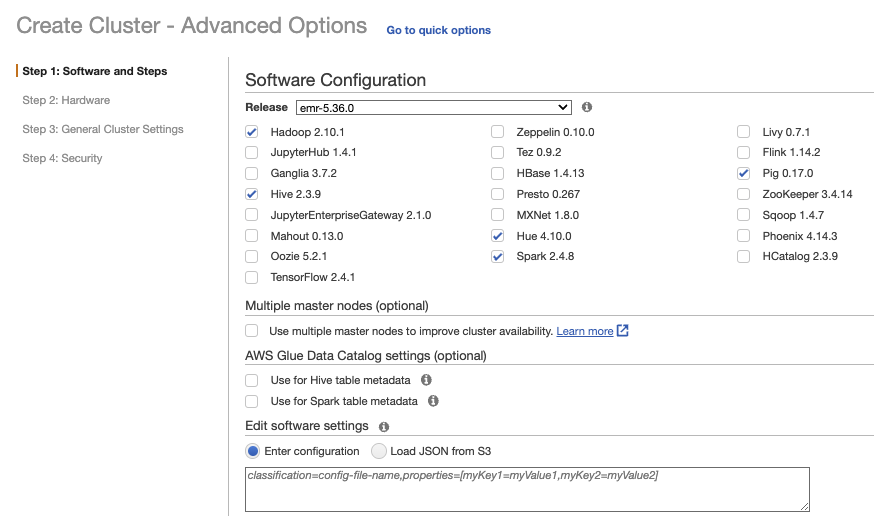 Create Cluster - Advanced Options Go to quick options
Step 1: Software and Steps
Step 2: Hardware
Step 3: General Cluster Settings
Step 4: Security
Software Configuration
Release emr-5.36.0
Hadoop 2.10.1 Zeppelin 0.10.0 Livy 0.7.1
JupyterHub 1.4.1 Tez 0.9.2 Flink 1.14.2
Ganglia 3.7.2 HBase 1.4.13 Pig 0.17.0
Hive 2.3.9 Presto 0.267 ZooKeeper 3.4.14
JupyterEnterpriseGateway 2.1.0 MXNet 1.8.0 Sqoop 1.4.7
Mahout 0.13.0 Hue 4.10.0 Phoenix 4.14.3
Oozie 5.2.1 Spark 2.4.8 HCatalog 2.3.9
TensorFlow 2.4.1
Multiple master nodes (optional)
Use multiple master nodes to improve cluster availability. Learn more
AWS Glue Data Catalog settings (optional)
Use for Hive table metadata
Use for Spark table metadata
Edit software settings
Enter configuration Load JSON from S3
classification=config-file-name,properties=[myKey1=myValue1,myKey2=myValue2]